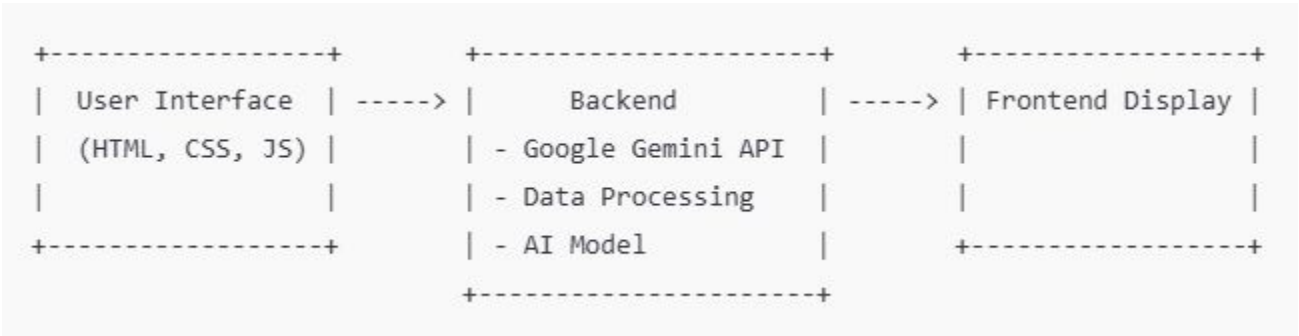 +------------------+ +----------------------+ +------------------+
| User Interface | -----> | Backend | -----> | Frontend Display |
| (HTML, CSS, JS) | | - Google Gemini API | | |
| | | - Data Processing | | |
+------------------+ | - AI Model | +------------------+
+----------------------+